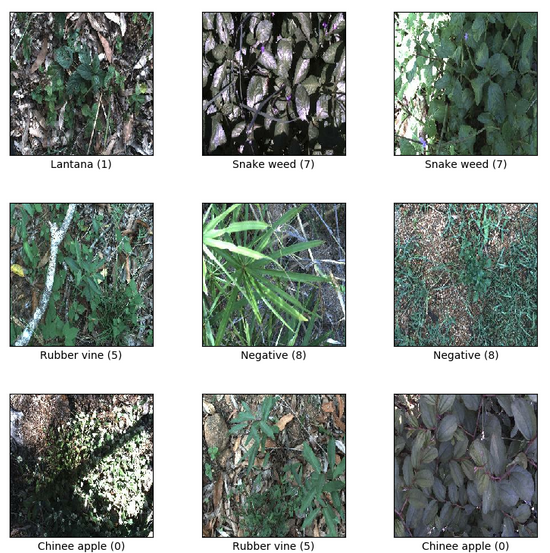 Lantana (1)
Snake weed (7)
Snake weed (7)
Rubber vine (5)
Negative (8)
Negative (8)
Chinee apple (0)
Rubber vine (5)
Chinee apple (0)